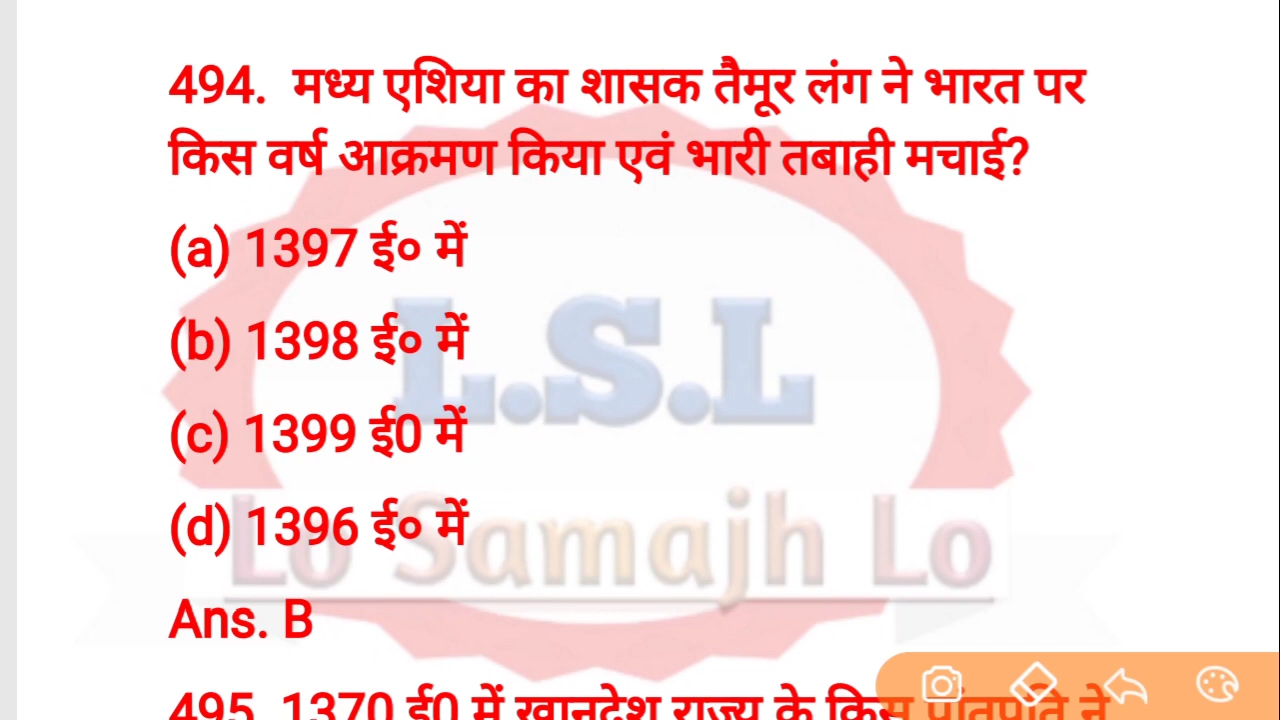 494. मध्य एशिया का शासक तैमूर लंग ने भारत पर
किस वर्ष आक्रमण किया एवं भारी तबाही मचाई?
(a) 1397 ई० में
(b) 1398 ई० में
L.S.L
(c) 1399 ई0 में
(d) 1396 ई० में
Lo Samajh Lo
Ans. B
495. 1370 ई0 में खानदेश राज्य के किस प्रांतपति ने